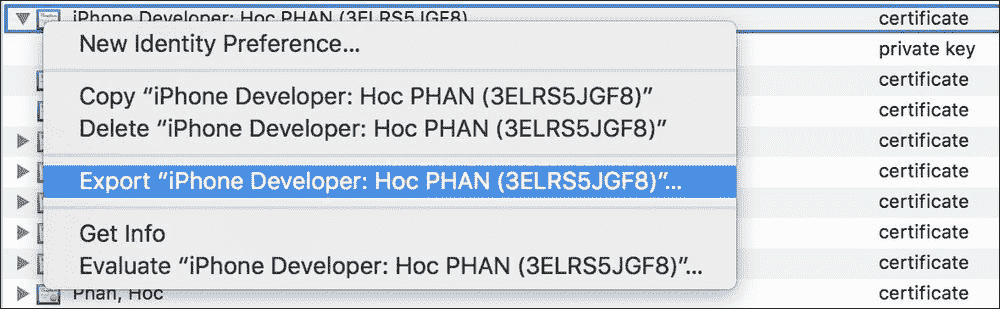 iPhone Developer: Hoc PHAN (3ELRS5JGF8) certificate
New Identity Preference...
private key
certificate
Copy “iPhone Developer: Hoc PHAN (3ELRS5JGF8)” certificate
Delete “iPhone Developer: Hoc PHAN (3ELRS5JGF8)”
certificate
Export “iPhone Developer: Hoc PHAN (3ELRS5JGF8)”... certificate
certificate
Get Info certificate
Evaluate “iPhone Developer: Hoc PHAN (3ELRS5JGF8)”... certificate
Phan, Hoc certificate